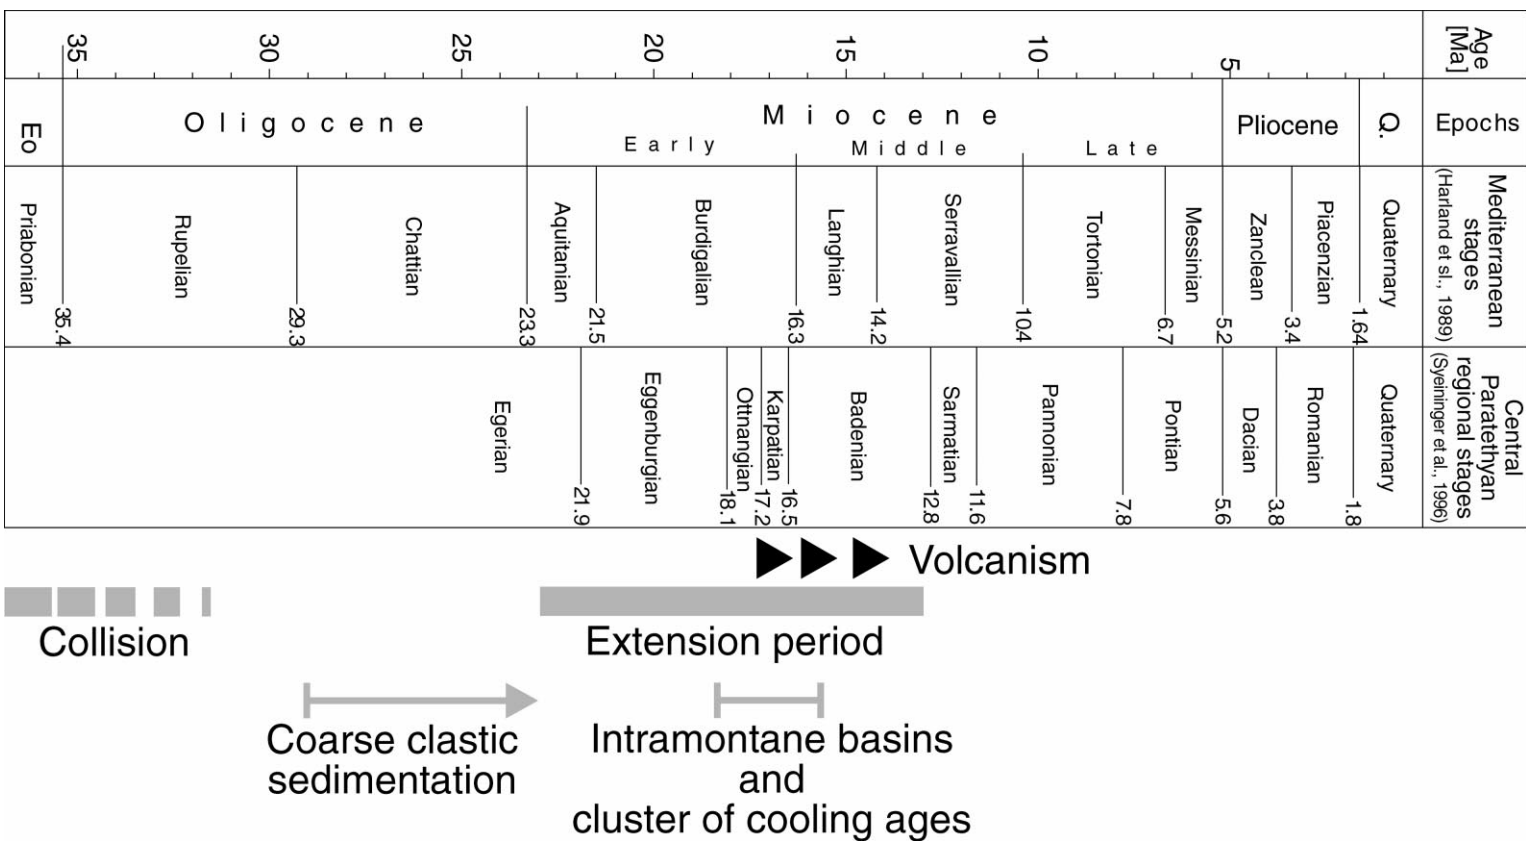 35
30
25
20
15
10
5
Age
[Ma]
Eo
Oligocene
Miocene
Early
Middle
Late
Pliocene
Q.
Epochs
Priabonian
Rupelian
Chattian
Aquitanian
Burdigalian
Langhian
Serravallian
Tortonian
Messinian
Zanclean
Piacenzian
Quaternary
Mediterranean
stages
(Harland et sl., 1989)
35.4
29.3
23.3
21.5
16.3
14.2
10.4
6.7
5.2
3.4
1.64
Egerian
Eggenburgian
Ottnangian
Karpatian
Badenian
Sarmatian
Pannonian
Pontian
Dacian
Romanian
Quaternary
Central
Paratethyan
regional stages
(Syeininger et al., 1996)
21.9
18.1
17.2
16.5
12.8
11.6
7.8
5.6
3.8
1.8
Volcanism
Collision
Extension period
Coarse clastic
sedimentation
Intramontane basins
and
cluster of cooling ages